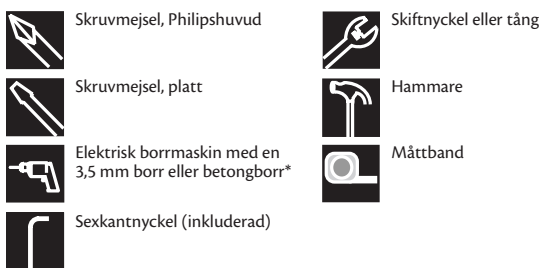 Skruvmejsel, Philipshuvud
Skruvmejsel, platt
Elektrisk borrmaskin med en
3,5 mm borr eller betongborr*
Sexkantnyckel (inkluderad)
Skiftnyckel eller tång
Hammare
Måttband